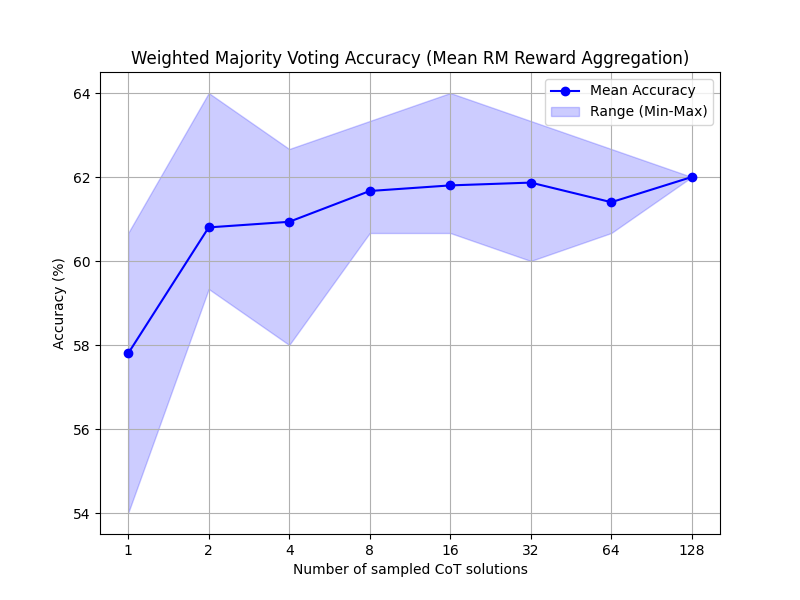 Weighted Majority Voting Accuracy (Mean RM Reward Aggregation)
Mean Accuracy
Range (Min-Max)
64
62
60
58
56
54
Accuracy (%)
1 2 4 8 16 32 64 128
Number of sampled CoT solutions